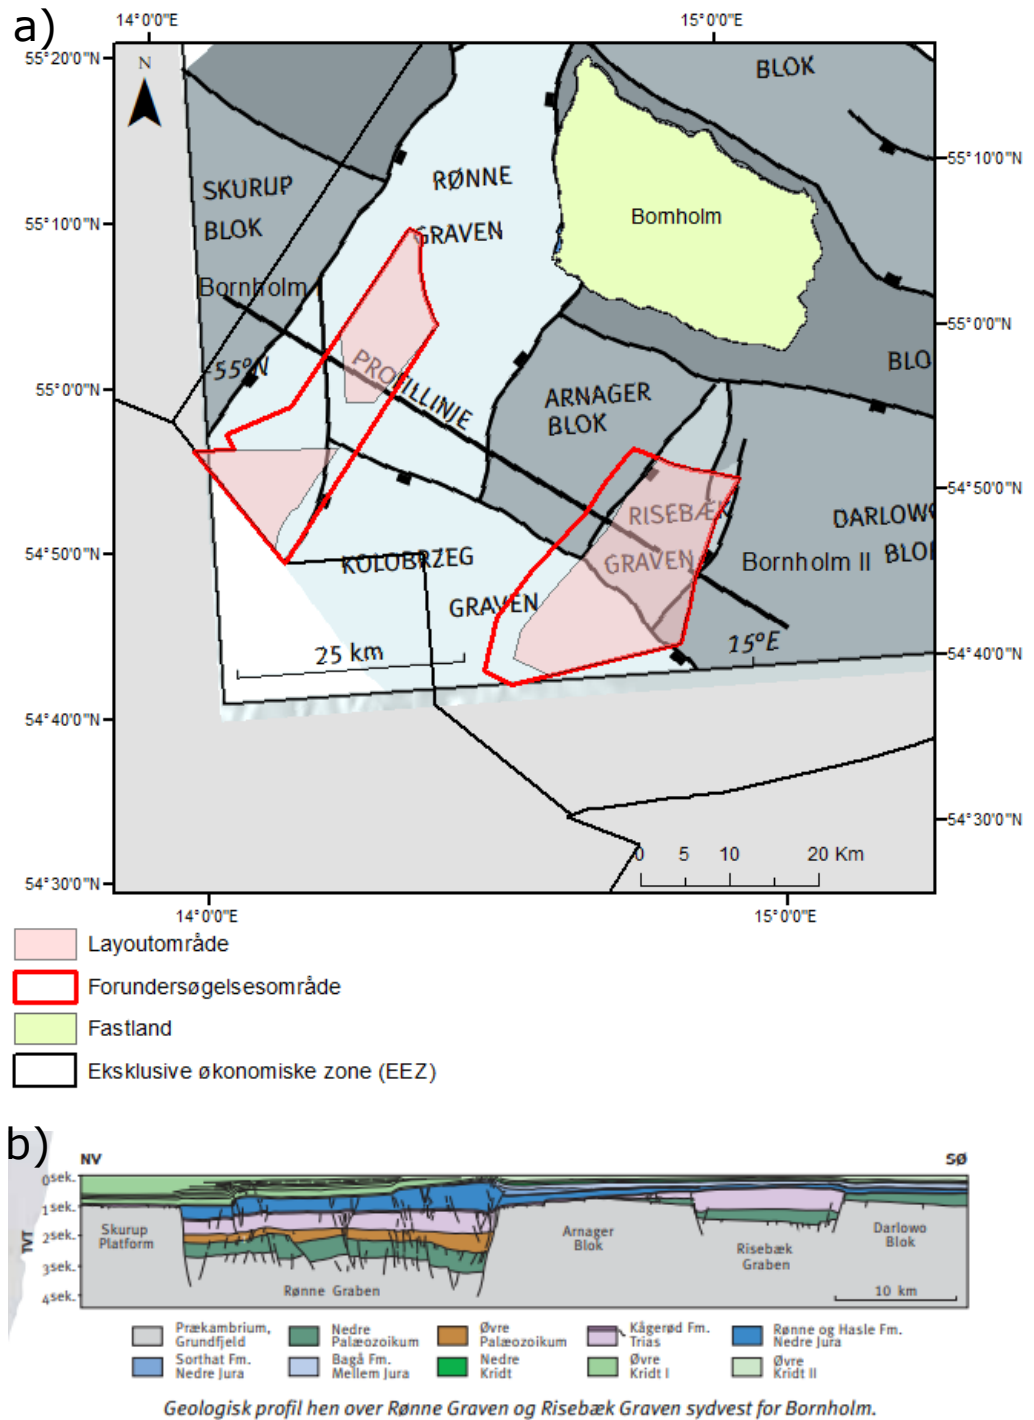 a)
14°0'0"E
15°0'0"E
55°20'0"N
N
BLOK
RØNNE
GRAVEN
SKURUP
BLOK
55°10'0"N
55°10'0"N
Bornholm
Bornholm I
55°0'0"N
55°0'0"N
55°N
PROFILLINJE
ARNAGER
BLOK
BLO
54°50'0"N
54°50'0"N
RISEBÆK
GRAVEN
DARLOWO
BLOK
Bornholm II
KOLOBRZEG
GRAVEN
25 km
15°E
54°40'0"N
54°40'0"N
54°30'0"N
54°30'0"N
0 5 10 20 Km
14°0'0"E
15°0'0"E
Layoutområde
Forundersøgelsesområde
Fastland
Eksklusive økonomiske zone (EEZ)
b)
NV
SØ
0sek.
1sek.
2sek.
3sek.
4sek.
TVT
Skurup
Platform
Rønne Graben
Arnager
Blok
Risebæk
Graben
Darlowo
Blok
10 km
Prækambrium,
Grundfjeld
Nedre
Palæozoikum
Øvre
Palæozoikum
Kågerød Fm.
Trias
Rønne og Hasle Fm.
Nedre Jura
Sorthat Fm.
Nedre Jura
Bagå Fm.
Mellem Jura
Nedre
Kridt
Øvre
Kridt I
Øvre
Kridt II
Geologisk profil hen over Rønne Graven og Risebæk Graven sydvest for Bornholm.